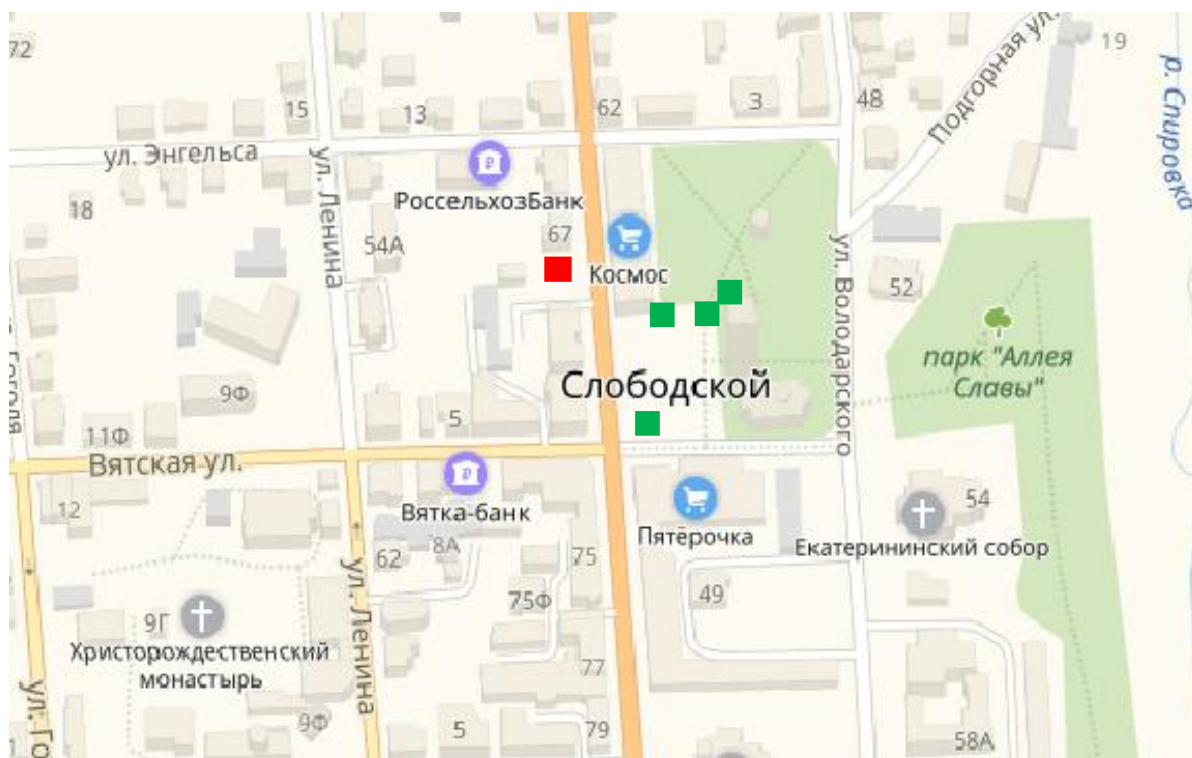 72
15
13
62
3
48
Подгорная ул.
19
р. Спировка
ул. Энгельса
ул. Ленина
РоссельхозБанк
18
54А
67
Космос
ул. Володарского
52
парк "Аллея
Славы"
Слободской
9Ф
5
11Ф
Вятская ул.
12
Вятка-банк
62
8А
75
75Ф
Пятёрочка
54
Екатерининский собор
49
9Г
Христорождественский
монастырь
ул. Ленина
77
ул. Го
9Ф
5
79
58А